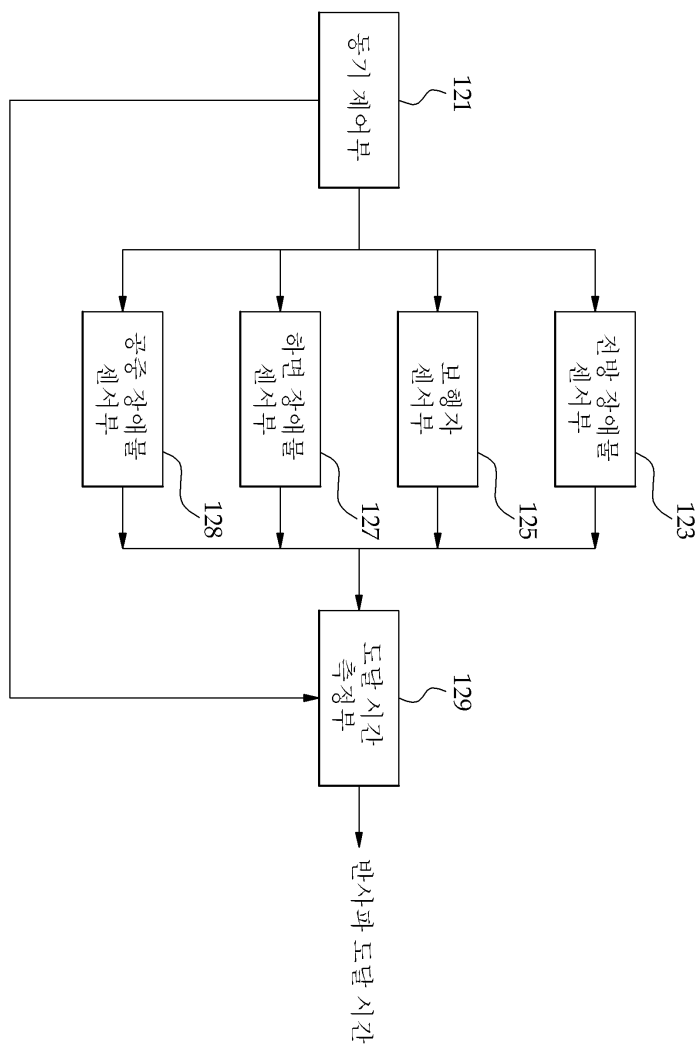 121
동기 제어부
123
전방 장애물
센서부
125
보행자
센서부
127
하면 장애물
센서부
128
공중 장애물
센서부
129
도달 시간
측정부
반사파 도달 시간